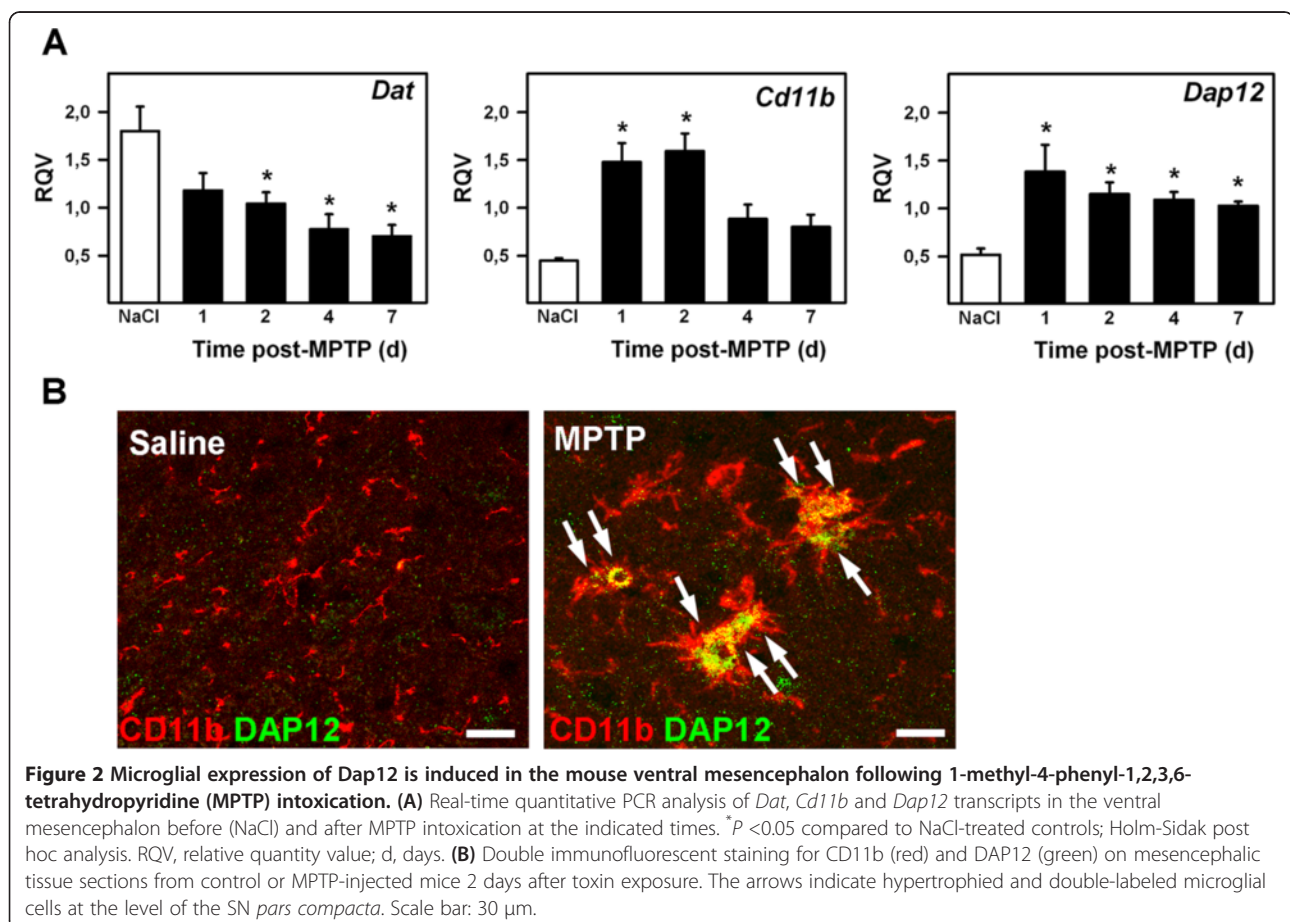 A
Dat
Cd11b
Dap12
2,0
1,5
1,0
0,5
RQV
NaCl 1 2 4 7
Time post-MPTP (d)
* * *
2,0
1,5
1,0
0,5
RQV
NaCl 1 2 4 7
Time post-MPTP (d)
* *
2,0
1,5
1,0
0,5
RQV
NaCl 1 2 4 7
Time post-MPTP (d)
* * * *
B
Saline
CD11b DAP12
MPTP
CD11b DAP12
Figure 2 Microglial expression of Dap12 is induced in the mouse ventral mesencephalon following 1-methyl-4-phenyl-1,2,3,6-
tetrahydropyridine (MPTP) intoxication. (A) Real-time quantitative PCR analysis of Dat, Cd11b and Dap12 transcripts in the ventral
mesencephalon before (NaCl) and after MPTP intoxication at the indicated times. *P <0.05 compared to NaCl-treated controls; Holm-Sidak post
hoc analysis. RQV, relative quantity value; d, days. (B) Double immunofluorescent staining for CD11b (red) and DAP12 (green) on mesencephalic
tissue sections from control or MPTP-injected mice 2 days after toxin exposure. The arrows indicate hypertrophied and double-labeled microglial
cells at the level of the SN pars compacta. Scale bar: 30 μm.